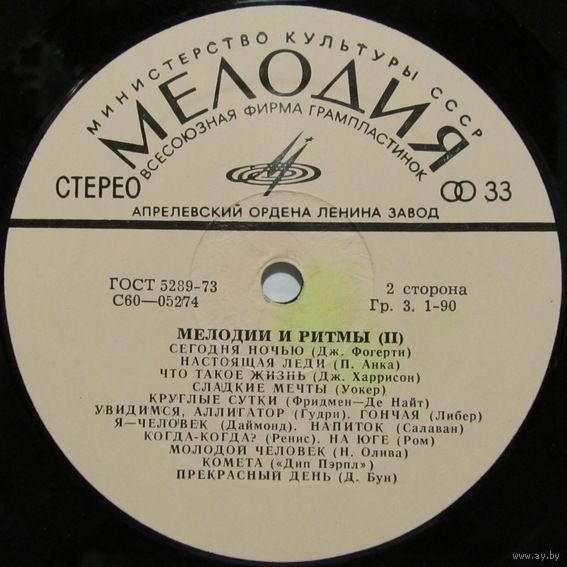 МИНИСТЕРСТВО КУЛЬТУРЫ СССР
МЕЛОДИЯ
ВСЕСОЮЗНАЯ ФИРМА ГРАМПЛАСТИНОК
СТЕРЕО
33
АПРЕЛЕВСКИЙ ОРДЕНА ЛЕНИНА ЗАВОД
ГОСТ 5289-73
2 сторона
С60—05274
Гр. 3. 1-90
МЕЛОДИИ И РИТМЫ (II)
СЕГОДНЯ НОЧЬЮ (Дж. Фогерти)
НАСТОЯЩАЯ ЛЕДИ (П. Анка)
ЧТО ТАКОЕ ЖИЗНЬ (Дж. Харрисон)
СЛАДКИЕ МЕЧТЫ (Уокер)
КРУГЛЫЕ СУТКИ (Фридмен—Де Найт)
УВИДИМСЯ, АЛЛИГАТОР (Гудри). ГОНЧАЯ (Либер)
Я—ЧЕЛОВЕК (Даймонд). НАПИТОК (Салаван)
КОГДА-КОГДА? (Ренис). НА ЮГЕ (Ром)
МОЛОДОЙ ЧЕЛОВЕК (Н. Олива)
КОМЕТА («Дип Пэрпл»)
ПРЕКРАСНЫЙ ДЕНЬ (Д. Бун)
www.ay.by